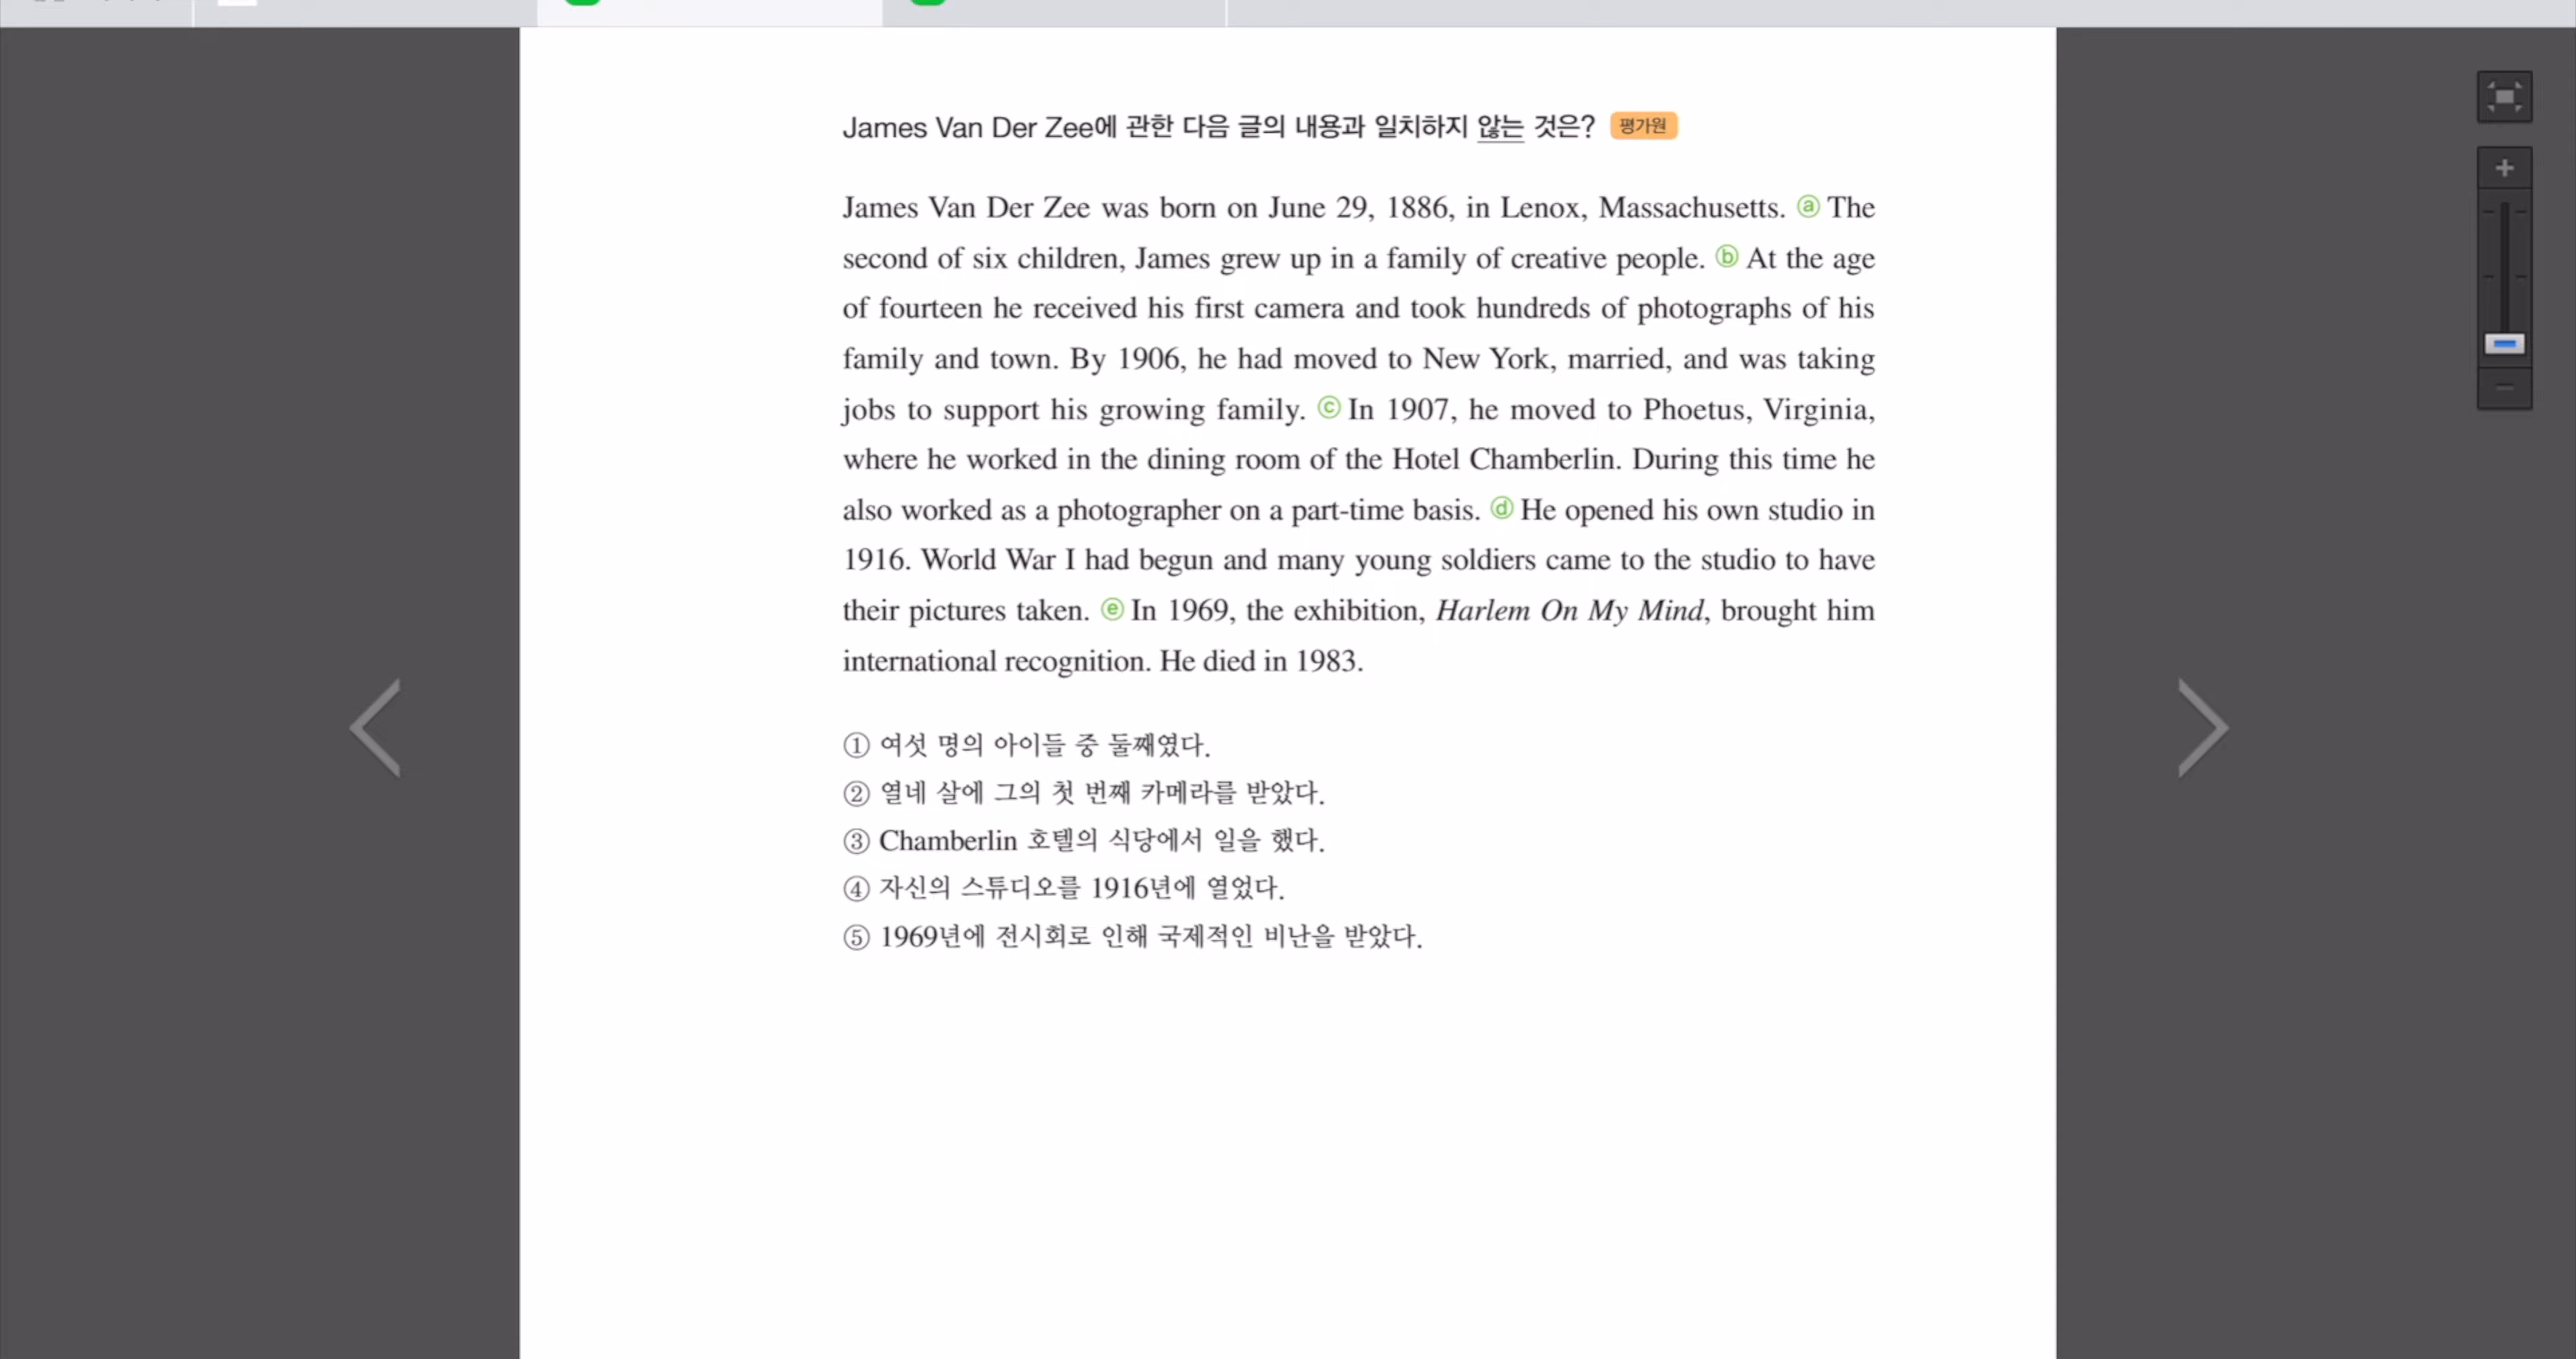 James Van Der Zee에 관한 다음 글의 내용과 일치하지 않는 것은? 평가원
James Van Der Zee was born on June 29, 1886, in Lenox, Massachusetts. ⓐ The
second of six children, James grew up in a family of creative people. ⓑ At the age
of fourteen he received his first camera and took hundreds of photographs of his
family and town. By 1906, he had moved to New York, married, and was taking
jobs to support his growing family. ⓒ In 1907, he moved to Phoetus, Virginia,
where he worked in the dining room of the Hotel Chamberlin. During this time he
also worked as a photographer on a part-time basis. ⓓ He opened his own studio in
1916. World War I had begun and many young soldiers came to the studio to have
their pictures taken. ⓔ In 1969, the exhibition, Harlem On My Mind, brought him
international recognition. He died in 1983.
① 여섯 명의 아이들 중 둘째였다.
② 열네 살에 그의 첫 번째 카메라를 받았다.
③ Chamberlin 호텔의 식당에서 일을 했다.
④ 자신의 스튜디오를 1916년에 열었다.
⑤ 1969년에 전시회로 인해 국제적인 비난을 받았다.